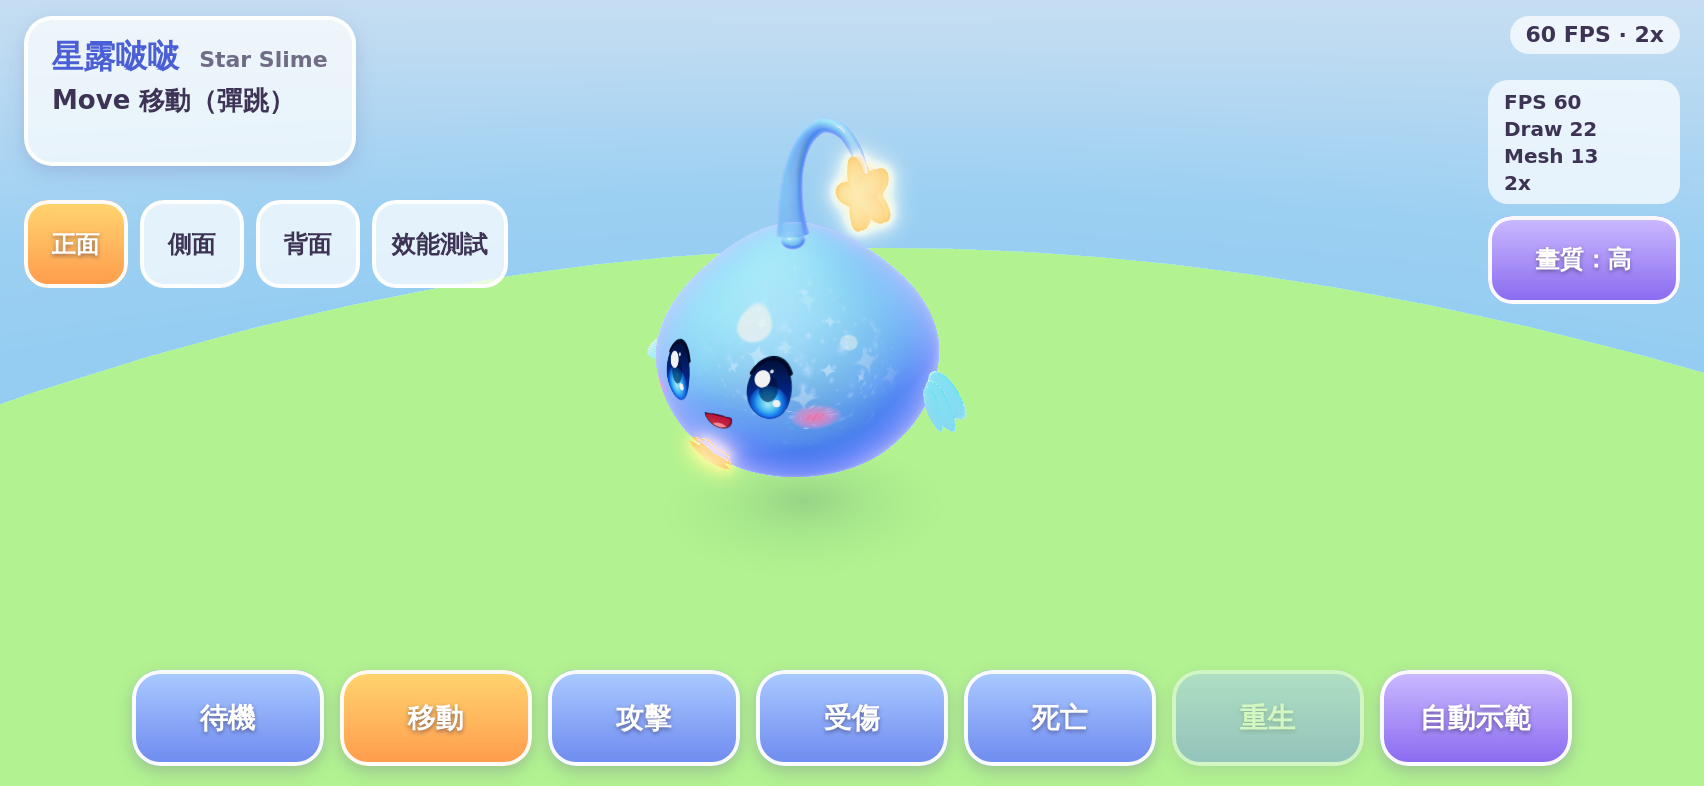 星露啵啵 Star Slime
Move 移動（彈跳）
60 FPS · 2x
FPS 60
Draw 22
Mesh 13
2x
正面
側面
背面
效能測試
畫質：高
待機
移動
攻擊
受傷
死亡
重生
自動示範